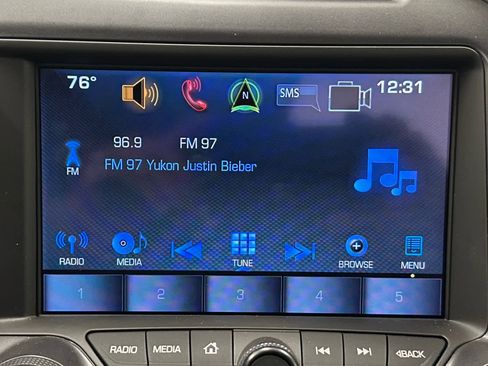 76° N SMS 12:31
96.9 FM 97
FM FM 97 Yukon Justin Bieber
RADIO MEDIA TUNE BROWSE MENU
1 2 3 4 5
RADIO MEDIA BACK